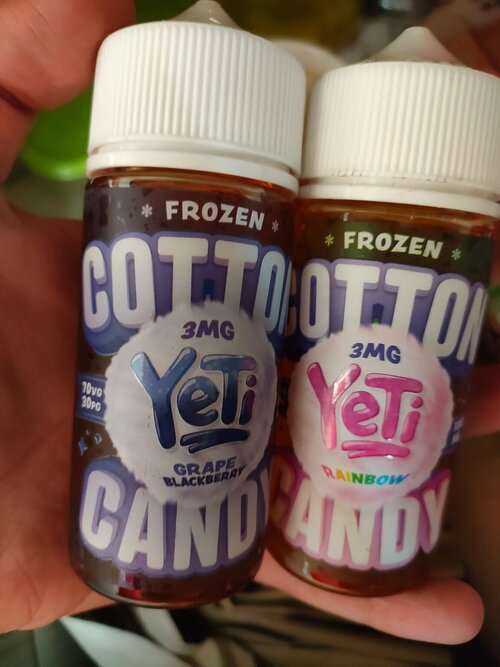 FROZEN
COTTON
3MG
YeTi
70VG
30PG
GRAPE
BLACKBERRY
CANDY
FROZEN
COTTON
3MG
YeTi
RAINBOW
CANDY